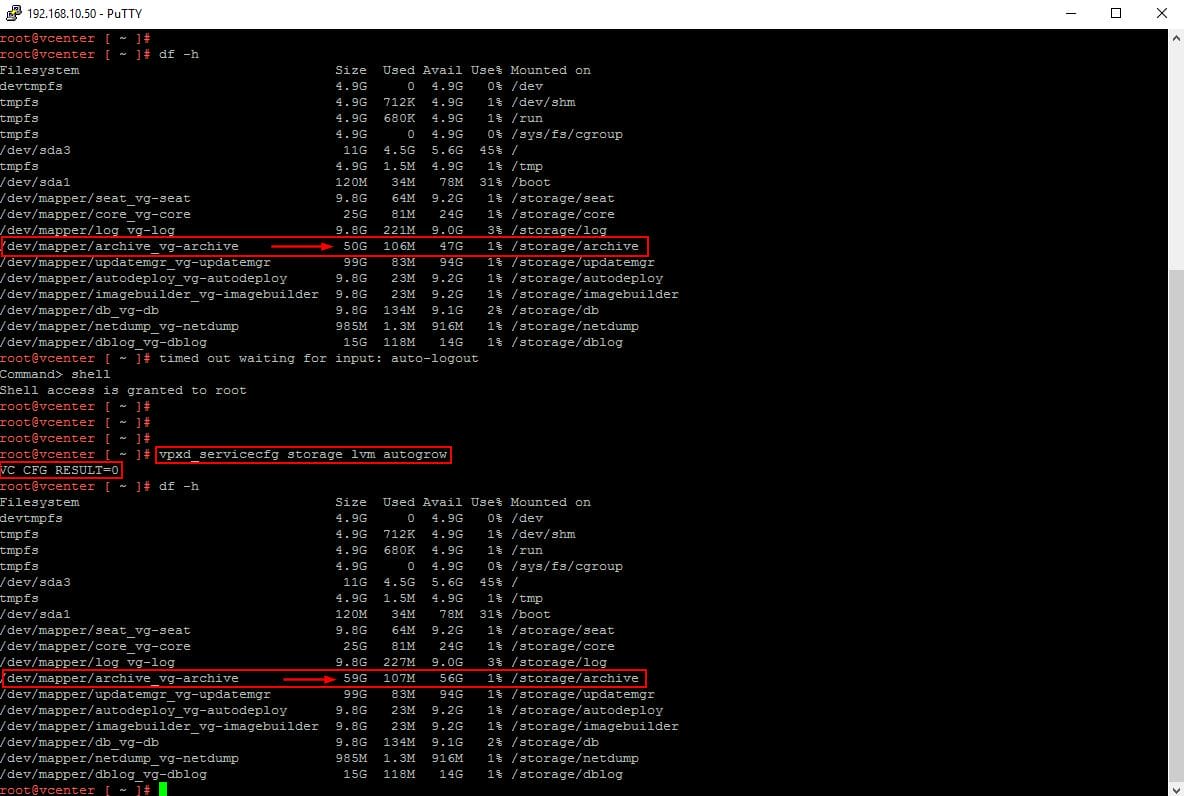 192.168.10.50 - PuTTY
root@vcenter [ ~ ]#
root@vcenter [ ~ ]# df -h
Filesystem                                Size  Used Avail Use% Mounted on
devtmpfs                                  4.9G     0  4.9G   0% /dev
tmpfs                                     4.9G  712K  4.9G   1% /dev/shm
tmpfs                                     4.9G  680K  4.9G   1% /run
tmpfs                                     4.9G     0  4.9G   0% /sys/fs/cgroup
/dev/sda3                                  11G  4.5G  5.6G  45% /
tmpfs                                     4.9G  1.5M  4.9G   1% /tmp
/dev/sda1                                 120M   34M   78M  31% /boot
/dev/mapper/seat_vg-seat                  9.8G   64M  9.2G   1% /storage/seat
/dev/mapper/core_vg-core                   25G   81M   24G   1% /storage/core
/dev/mapper/log_vg-log                    9.8G  221M  9.0G   3% /storage/log
/dev/mapper/archive_vg-archive             50G  106M   47G   1% /storage/archive
/dev/mapper/updatemgr_vg-updatemgr         99G   83M   94G   1% /storage/updatemgr
/dev/mapper/autodeploy_vg-autodeploy      9.8G   23M  9.2G   1% /storage/autodeploy
/dev/mapper/imagebuilder_vg-imagebuilder  9.8G   23M  9.2G   1% /storage/imagebuilder
/dev/mapper/db_vg-db                      9.8G  134M  9.1G   2% /storage/db
/dev/mapper/netdump_vg-netdump            985M  1.3M  916M   1% /storage/netdump
/dev/mapper/dblog_vg-dblog                 15G  118M   14G   1% /storage/dblog
root@vcenter [ ~ ]# timed out waiting for input: auto-logout
Command> shell
Shell access is granted to root
root@vcenter [ ~ ]#
root@vcenter [ ~ ]#
root@vcenter [ ~ ]#
root@vcenter [ ~ ]# vpxd_servicecfg storage lvm autogrow
VC_CFG_RESULT=0
root@vcenter [ ~ ]# df -h
Filesystem                                Size  Used Avail Use% Mounted on
devtmpfs                                  4.9G     0  4.9G   0% /dev
tmpfs                                     4.9G  712K  4.9G   1% /dev/shm
tmpfs                                     4.9G  680K  4.9G   1% /run
tmpfs                                     4.9G     0  4.9G   0% /sys/fs/cgroup
/dev/sda3                                  11G  4.5G  5.6G  45% /
tmpfs                                     4.9G  1.5M  4.9G   1% /tmp
/dev/sda1                                 120M   34M   78M  31% /boot
/dev/mapper/seat_vg-seat                  9.8G   64M  9.2G   1% /storage/seat
/dev/mapper/core_vg-core                   25G   81M   24G   1% /storage/core
/dev/mapper/log_vg-log                    9.8G  227M  9.0G   3% /storage/log
/dev/mapper/archive_vg-archive             59G  107M   56G   1% /storage/archive
/dev/mapper/updatemgr_vg-updatemgr         99G   83M   94G   1% /storage/updatemgr
/dev/mapper/autodeploy_vg-autodeploy      9.8G   23M  9.2G   1% /storage/autodeploy
/dev/mapper/imagebuilder_vg-imagebuilder  9.8G   23M  9.2G   1% /storage/imagebuilder
/dev/mapper/db_vg-db                      9.8G  134M  9.1G   2% /storage/db
/dev/mapper/netdump_vg-netdump            985M  1.3M  916M   1% /storage/netdump
/dev/mapper/dblog_vg-dblog                 15G  118M   14G   1% /storage/dblog
root@vcenter [ ~ ]#